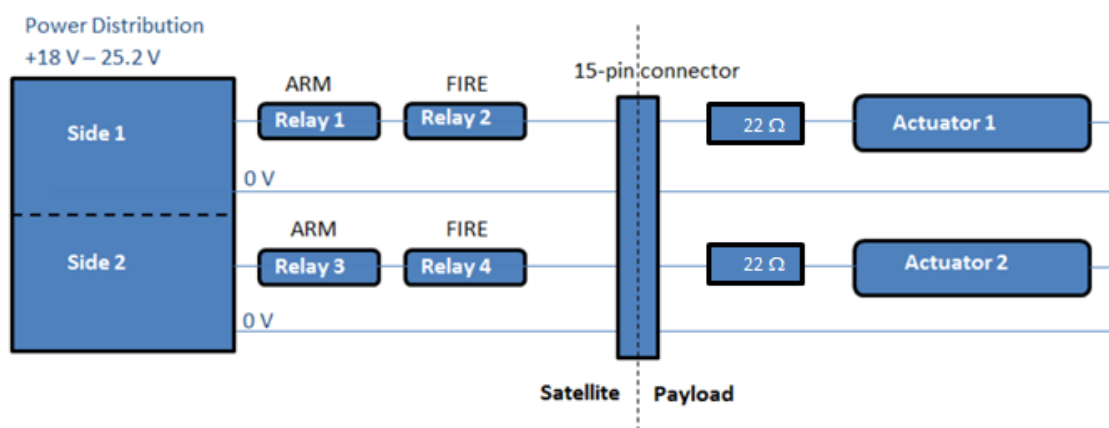 Power Distribution
+18 V – 25.2 V
ARM
FIRE
15-pin connector
Side 1
Relay 1
Relay 2
22 Ω
Actuator 1
0 V
ARM
FIRE
Side 2
Relay 3
Relay 4
22 Ω
Actuator 2
0 V
Satellite
Payload